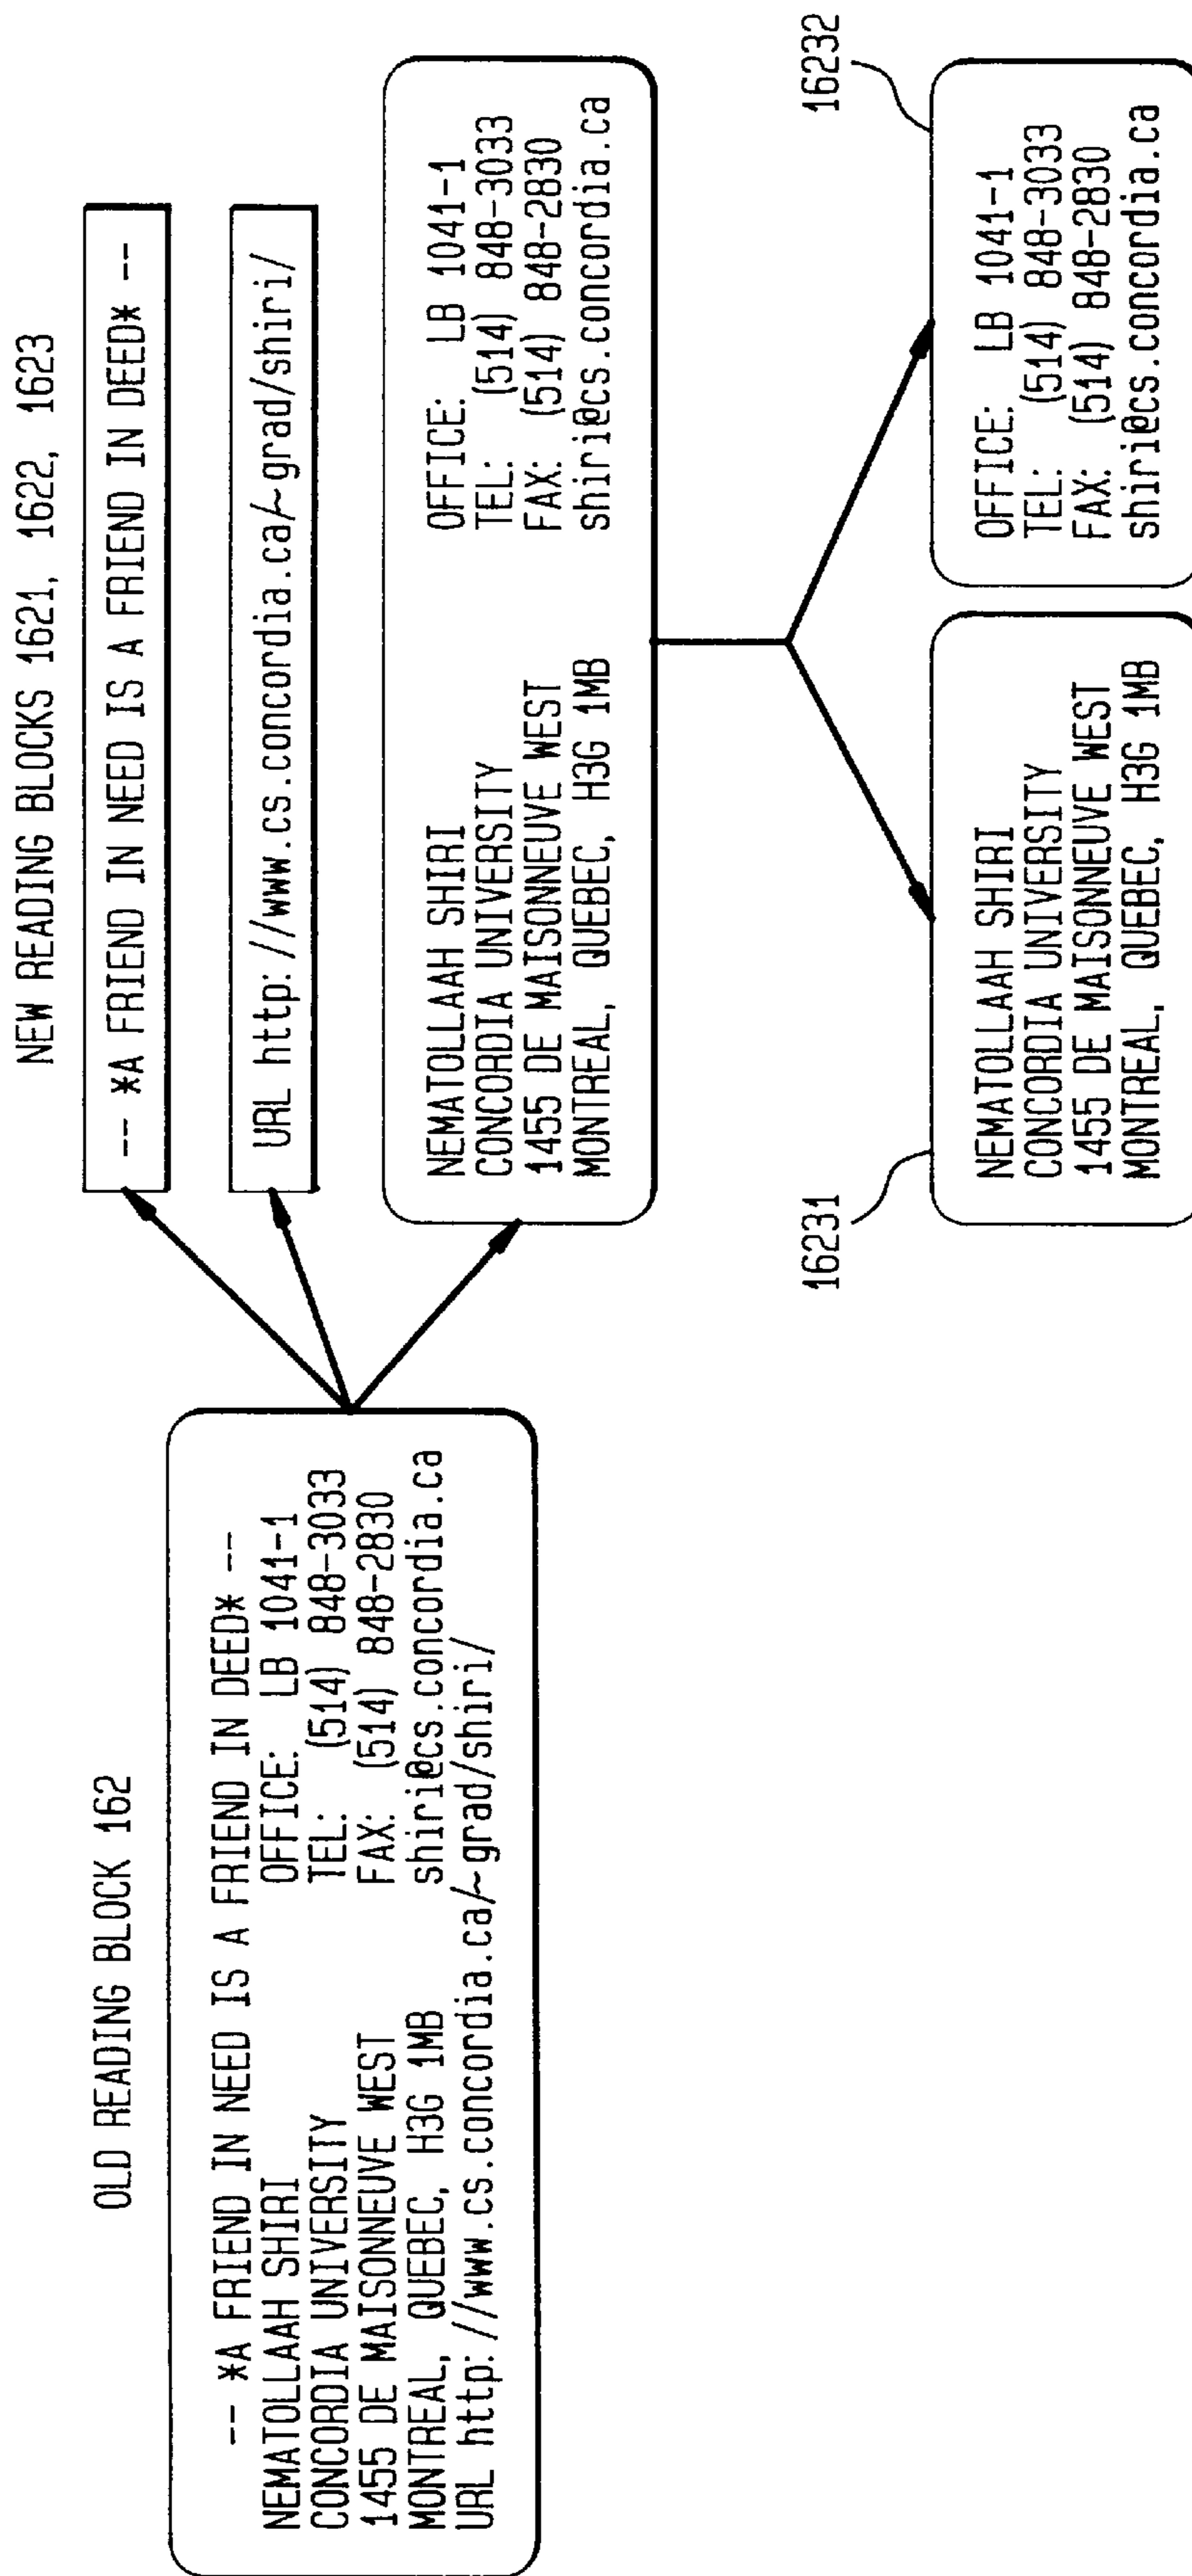 OLD READING BLOCK 162
-- *A FRIEND IN NEED IS A FRIEND IN DEED* --
NEMATOLLAAH SHIRI OFFICE: LB 1041-1
CONCORDIA UNIVERSITY TEL: (514) 848-3033
1455 DE MAISONNEUVE WEST FAX: (514) 848-2830
MONTREAL, QUEBEC, H3G 1MB shiri@cs.concordia.ca
URL http://www.cs.concordia.ca/~grad/shiri/
NEW READING BLOCKS 1621, 1622, 1623
-- *A FRIEND IN NEED IS A FRIEND IN DEED* --
URL http://www.cs.concordia.ca/~grad/shiri/
NEMATOLLAAH SHIRI OFFICE: LB 1041-1
CONCORDIA UNIVERSITY TEL: (514) 848-3033
1455 DE MAISONNEUVE WEST FAX: (514) 848-2830
MONTREAL, QUEBEC, H3G 1MB shiri@cs.concordia.ca
16231
NEMATOLLAAH SHIRI
CONCORDIA UNIVERSITY
1455 DE MAISONNEUVE WEST
MONTREAL, QUEBEC, H3G 1MB
16232
OFFICE: LB 1041-1
TEL: (514) 848-3033
FAX: (514) 848-2830
shiri@cs.concordia.ca